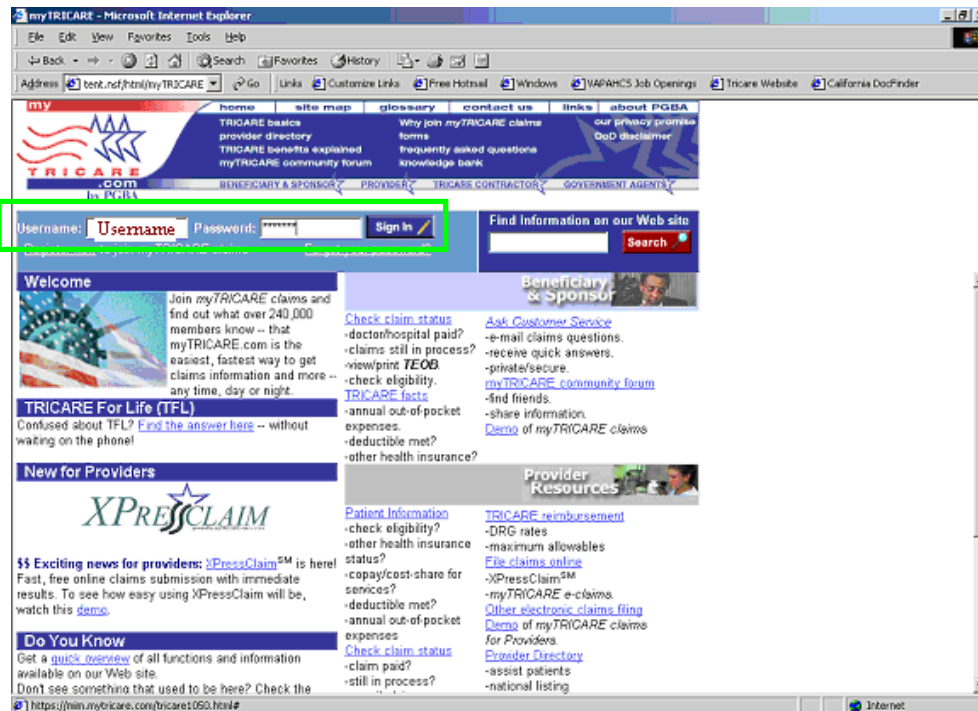 myTRICARE - Microsoft Internet Explorer
File Edit View Favorites Tools Help
Back Search Favorites History
Address tent.nsf/html/myTRICARE Go Links Customize Links Free Hotmail Windows VAPAHCS Job Openings Tricare Website California DocFinder
my
TRICARE
.com
by PGBA
home site map glossary contact us links about PGBA
TRICARE basics Why join myTRICARE claims our privacy promise
provider directory forms DoD disclaimer
TRICARE benefits explained frequently asked questions
myTRICARE community forum knowledge bank
BENEFICIARY & SPONSOR PROVIDER TRICARE CONTRACTOR GOVERNMENT AGENTS
Username: Username Password: ******* Sign In
Find Information on our Web site
Search
Welcome
Join myTRICARE claims and
find out what over 240,000
members know -- that
myTRICARE.com is the
easiest, fastest way to get
claims information and more --
any time, day or night.
TRICARE For Life (TFL)
Confused about TFL? Find the answer here -- without
waiting on the phone!
New for Providers
XPRESSCLAIM
$$ Exciting news for providers: XPressClaim℠ is here!
Fast, free online claims submission with immediate
results. To see how easy using XPressClaim will be,
watch this demo.
Do You Know
Get a quick overview of all functions and information
available on our Web site.
Don't see something that used to be here? Check the
Beneficiary
& Sponsor
Check claim status
-doctor/hospital paid?
-claims still in process?
-view/print TEOB.
-check eligibility.
TRICARE facts
-annual out-of-pocket
expenses.
-deductible met?
-other health insurance?
Ask Customer Service
-e-mail claims questions.
-receive quick answers.
-private/secure.
myTRICARE community forum
-find friends.
-share information.
Demo of myTRICARE claims
Provider
Resources
Patient Information
-check eligibility?
-other health insurance
status?
-copay/cost-share for
services?
-deductible met?
-annual out-of-pocket
expenses
Check claim status
-claim paid?
-still in process?
TRICARE reimbursement
-DRG rates
-maximum allowables
File claims online
-XPressClaim℠
-myTRICARE e-claims.
Other electronic claims filing
Demo of myTRICARE claims
for Providers.
Provider Directory
-assist patients
-national listing
https://mim.mytricare.com/tricare1050.html# Internet